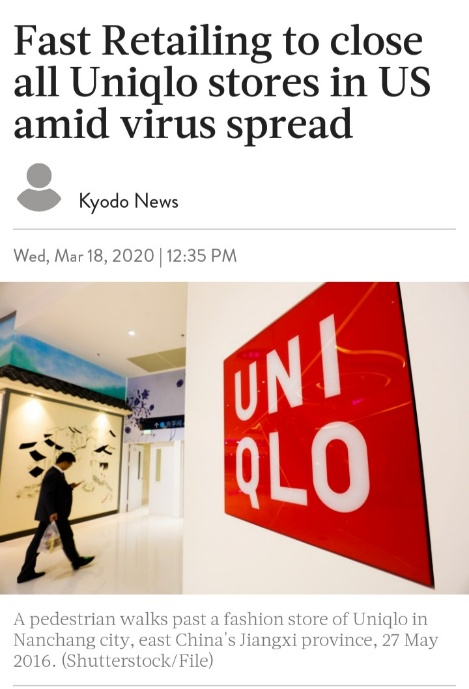 Fast Retailing to close
all Uniqlo stores in US
amid virus spread
Kyodo News
Wed, Mar 18, 2020 | 12:35 PM
UNI
QLO
A pedestrian walks past a fashion store of Uniqlo in
Nanchang city, east China's Jiangxi province, 27 May
2016. (Shutterstock/File)